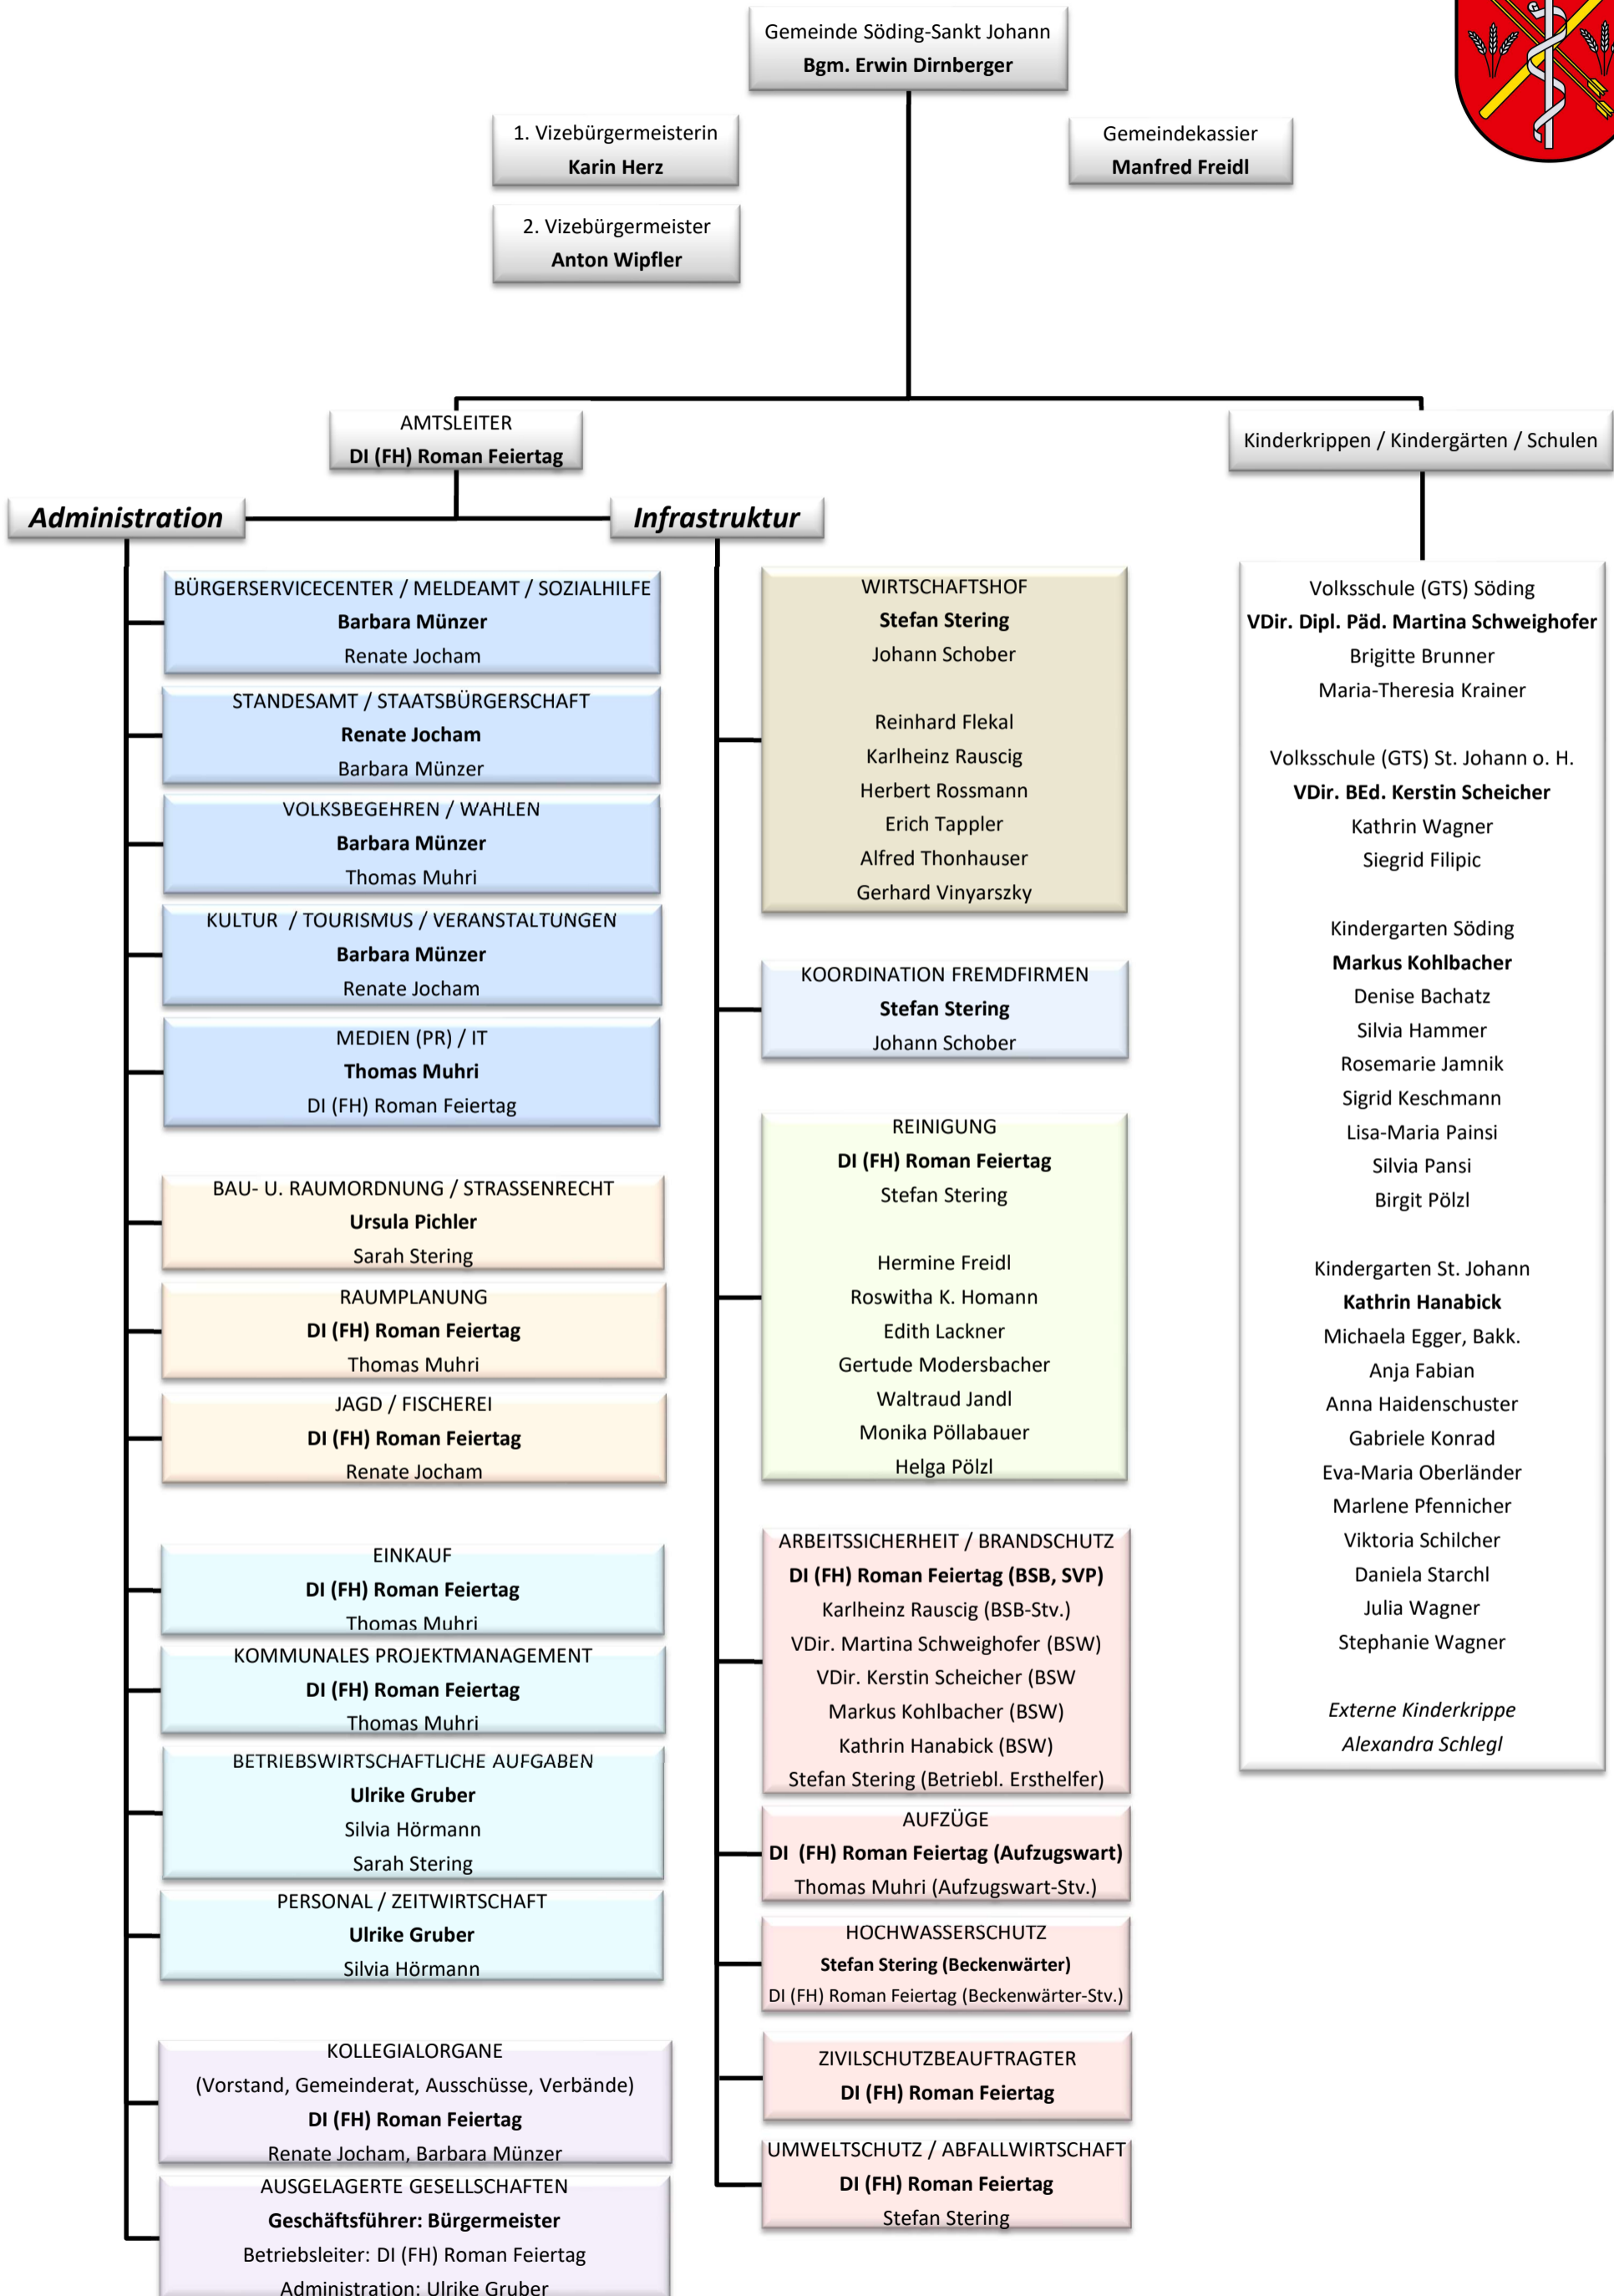 Gemeinde Söding-Sankt Johann
Bgm. Erwin Dirnberger
1. Vizebürgermeisterin
Karin Herz
Gemeindekassier
Manfred Freidl
2. Vizebürgermeister
Anton Wipfler
AMTSLEITER
DI (FH) Roman Feiertag
Kinderkrippen / Kindergärten / Schulen
Administration
Infrastruktur
BÜRGERSERVICECENTER / MELDEAMT / SOZIALHILFE
Barbara Münzer
Renate Jocham
STANDESAMT / STAATSBÜRGERSCHAFT
Renate Jocham
Barbara Münzer
VOLKSBEGEHREN / WAHLEN
Barbara Münzer
Thomas Muhri
KULTUR / TOURISMUS / VERANSTALTUNGEN
Barbara Münzer
Renate Jocham
MEDIEN (PR) / IT
Thomas Muhri
DI (FH) Roman Feiertag
BAU- U. RAUMORDNUNG / STRASSENRECHT
Ursula Pichler
Sarah Stering
RAUMPLANUNG
DI (FH) Roman Feiertag
Thomas Muhri
JAGD / FISCHEREI
DI (FH) Roman Feiertag
Renate Jocham
EINKAUF
DI (FH) Roman Feiertag
Thomas Muhri
KOMMUNALES PROJEKTMANAGEMENT
DI (FH) Roman Feiertag
Thomas Muhri
BETRIEBSWIRTSCHAFTLICHE AUFGABEN
Ulrike Gruber
Silvia Hörmann
Sarah Stering
PERSONAL / ZEITWIRTSCHAFT
Ulrike Gruber
Silvia Hörmann
KOLLEGIALORGANE
(Vorstand, Gemeinderat, Ausschüsse, Verbände)
DI (FH) Roman Feiertag
Renate Jocham, Barbara Münzer
AUSGELAGERTE GESELLSCHAFTEN
Geschäftsführer: Bürgermeister
Betriebsleiter: DI (FH) Roman Feiertag
Administration: Ulrike Gruber
WIRTSCHAFTSHOF
Stefan Stering
Johann Schober
Reinhard Flekal
Karlheinz Rauscig
Herbert Rossmann
Erich Tappler
Alfred Thonhauser
Gerhard Vinyarszky
KOORDINATION FREMDFIRMEN
Stefan Stering
Johann Schober
REINIGUNG
DI (FH) Roman Feiertag
Stefan Stering
Hermine Freidl
Roswitha K. Homann
Edith Lackner
Gertude Modersbacher
Waltraud Jandl
Monika Pöllabauer
Helga Pölzl
ARBEITSSICHERHEIT / BRANDSCHUTZ
DI (FH) Roman Feiertag (BSB, SVP)
Karlheinz Rauscig (BSB-Stv.)
VDir. Martina Schweighofer (BSW)
VDir. Kerstin Scheicher (BSW
Markus Kohlbacher (BSW)
Kathrin Hanabick (BSW)
Stefan Stering (Betriebl. Ersthelfer)
AUFZÜGE
DI (FH) Roman Feiertag (Aufzugswart)
Thomas Muhri (Aufzugswart-Stv.)
HOCHWASSERSCHUTZ
Stefan Stering (Beckenwärter)
DI (FH) Roman Feiertag (Beckenwärter-Stv.)
ZIVILSCHUTZBEAUFTRAGTER
DI (FH) Roman Feiertag
UMWELTSCHUTZ / ABFALLWIRTSCHAFT
DI (FH) Roman Feiertag
Stefan Stering
Volksschule (GTS) Söding
VDir. Dipl. Päd. Martina Schweighofer
Brigitte Brunner
Maria-Theresia Krainer
Volksschule (GTS) St. Johann o. H.
VDir. BEd. Kerstin Scheicher
Kathrin Wagner
Siegrid Filipic
Kindergarten Söding
Markus Kohlbacher
Denise Bachatz
Silvia Hammer
Rosemarie Jamnik
Sigrid Keschmann
Lisa-Maria Painsi
Silvia Pansi
Birgit Pölzl
Kindergarten St. Johann
Kathrin Hanabick
Michaela Egger, Bakk.
Anja Fabian
Anna Haidenschuster
Gabriele Konrad
Eva-Maria Oberländer
Marlene Pfennicher
Viktoria Schilcher
Daniela Starchl
Julia Wagner
Stephanie Wagner
Externe Kinderkrippe
Alexandra Schlegl